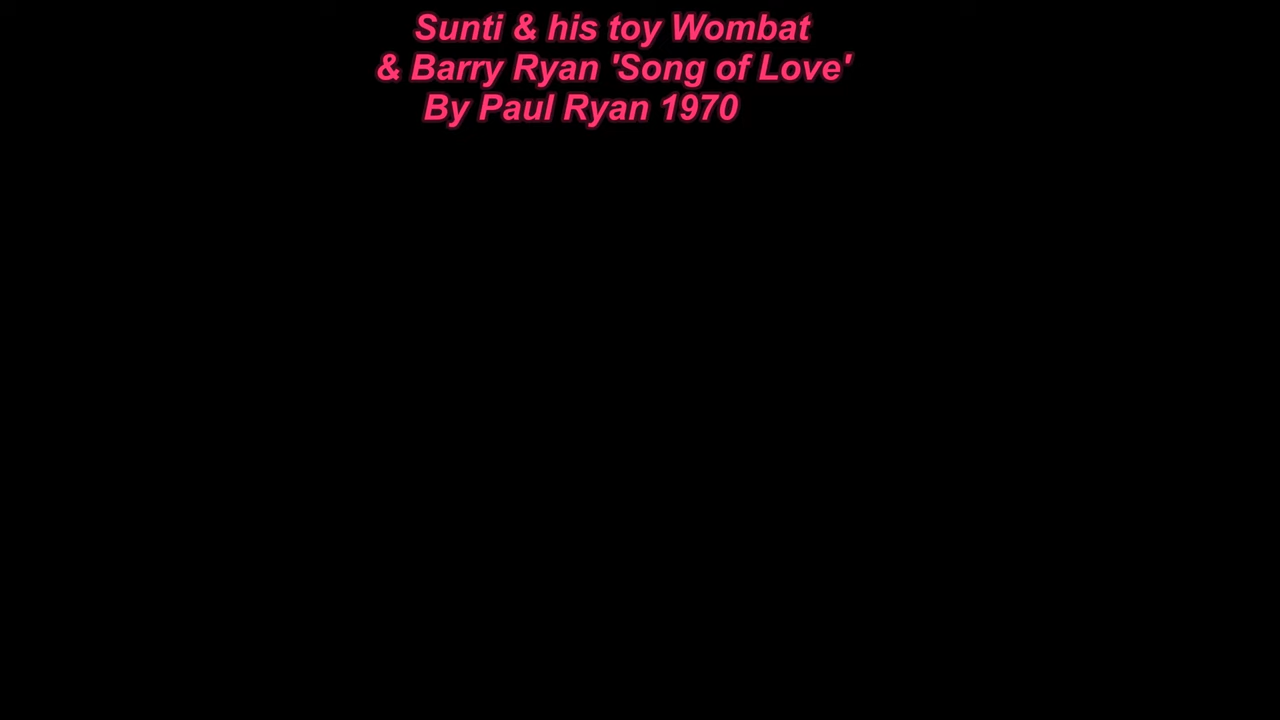 Sunti & his toy Wombat
& Barry Ryan 'Song of Love'
By Paul Ryan 1970